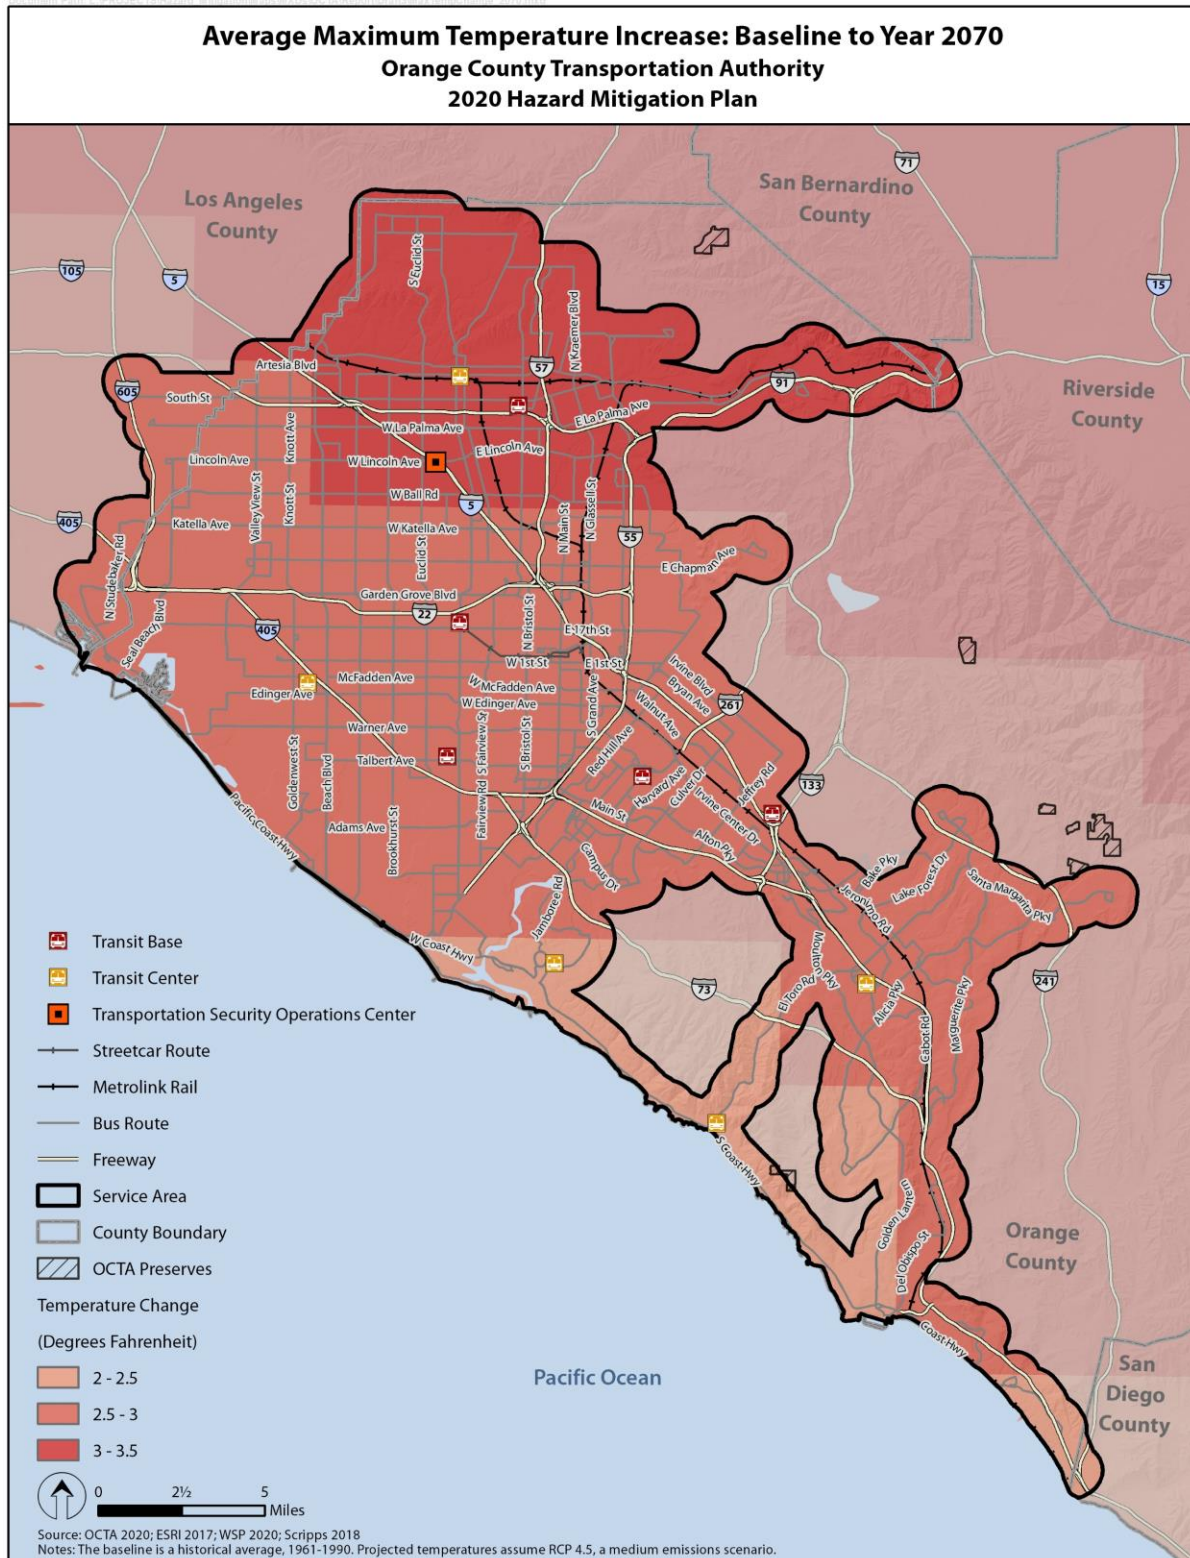 Average Maximum Temperature Increase: Baseline to Year 2070
Orange County Transportation Authority
2020 Hazard Mitigation Plan
71
San Bernardino
County
Los Angeles
County
105
5
15
S Euclid St
N Kraemer Blvd
57
91
Artesia Blvd
605
South St
Riverside
County
Knott Ave
W La Palma Ave
E La Palma Ave
Lincoln Ave
W Lincoln Ave
E Lincoln Ave
Valley View St
Knott St
W Ball Rd
5
405
Katella Ave
W Katella Ave
N Main St
N Glassell St
55
Euclid St
E Chapman Ave
N Studebaker Rd
Garden Grove Blvd
22
Seal Beach Blvd
405
N Bristol St
E 17th St
W 1st St
E 1st St
Irvine Blvd
Bryan Ave
McFadden Ave
W McFadden Ave
Edinger Ave
W Edinger Ave
S Grand Ave
Walnut Ave
261
Warner Ave
Talbert Ave
S Fairview St
S Bristol St
Red Hill Ave
Goldenwest St
Beach Blvd
Harvard Ave
Culver Dr
Jeffrey Rd
133
Pacific Coast Hwy
Fairview Rd
Main St
Irvine Center Dr
Adams Ave
Brookhurst St
Alton Pky
Campus Dr
Bake Pky
Lake Forest Dr
Santa Margarita Pky
Jeronimo Rd
Jamboree Rd
W Coast Hwy
Moulton Pky
73
El Toro Rd
Alicia Pky
241
Cabot Rd
Marguerite Pky
S Coast Hwy
Golden Lantern
Del Obispo St
Orange
County
Coast Hwy
Pacific Ocean
San
Diego
County
Transit Base
Transit Center
Transportation Security Operations Center
Streetcar Route
Metrolink Rail
Bus Route
Freeway
Service Area
County Boundary
OCTA Preserves
Temperature Change
(Degrees Fahrenheit)
2 - 2.5
2.5 - 3
3 - 3.5
0 2½ 5
Miles
Source: OCTA 2020; ESRI 2017; WSP 2020; Scripps 2018
Notes: The baseline is a historical average, 1961-1990. Projected temperatures assume RCP 4.5, a medium emissions scenario.